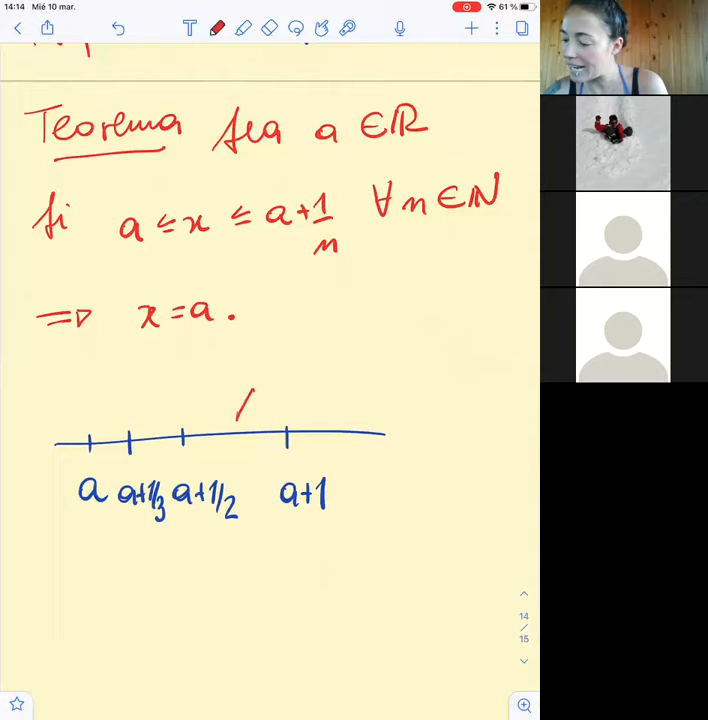 14:14 Mié 10 mar.
61 %
Teorema Sea a ∈ ℝ
Si a ≤ x ≤ a + 1/n ∀ n ∈ ℕ
⟹ x = a.
a a+1/3 a+1/2 a+1
14
/
15